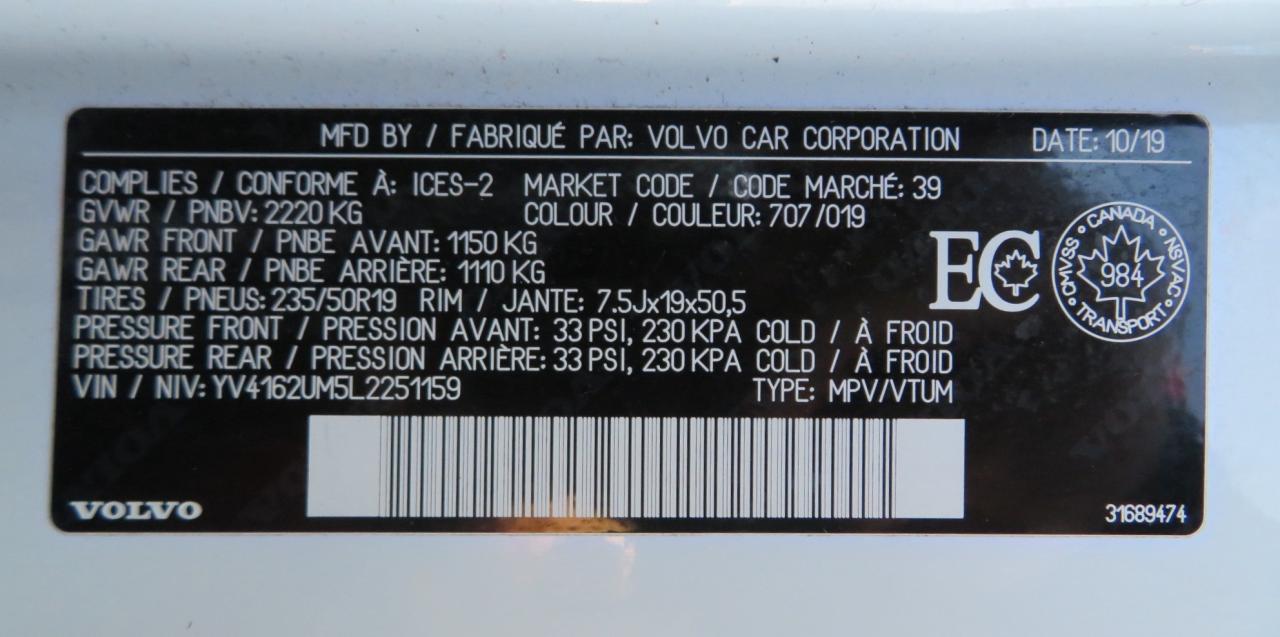 MFD BY / FABRIQUÉ PAR: VOLVO CAR CORPORATION DATE: 10/19
COMPLIES / CONFORME À: ICES-2 MARKET CODE / CODE MARCHÉ: 39
GVWR / PNBV: 2220 KG COLOUR / COULEUR: 707/019
GAWR FRONT / PNBE AVANT: 1150 KG
GAWR REAR / PNBE ARRIÈRE: 1110 KG
TIRES / PNEUS: 235/50R19 RIM / JANTE: 7.5Jx19x50,5
PRESSURE FRONT / PRESSION AVANT: 33 PSI, 230 KPA COLD / À FROID
PRESSURE REAR / PRESSION ARRIÈRE: 33 PSI, 230 KPA COLD / À FROID
VIN / NIV: YV4162UM5L2251159 TYPE: MPV/VTUM
EC
CANADA
CMVSS 984 NSVAC
TRANSPORT
VOLVO
31689474